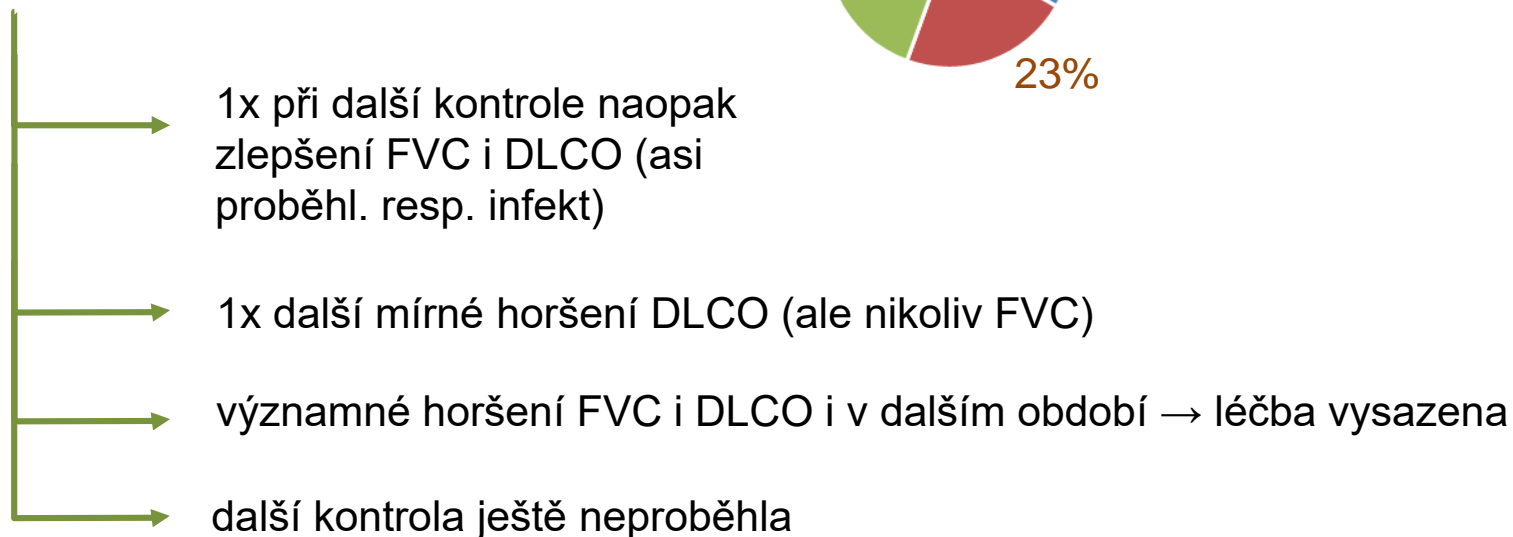 23%
1x při další kontrole naopak
zlepšení FVC i DLCO (asi
proběhl. resp. infekt)
1x další mírné horšení DLCO (ale nikoliv FVC)
významné horšení FVC i DLCO i v dalším období → léčba vysazena
další kontrola ještě neproběhla